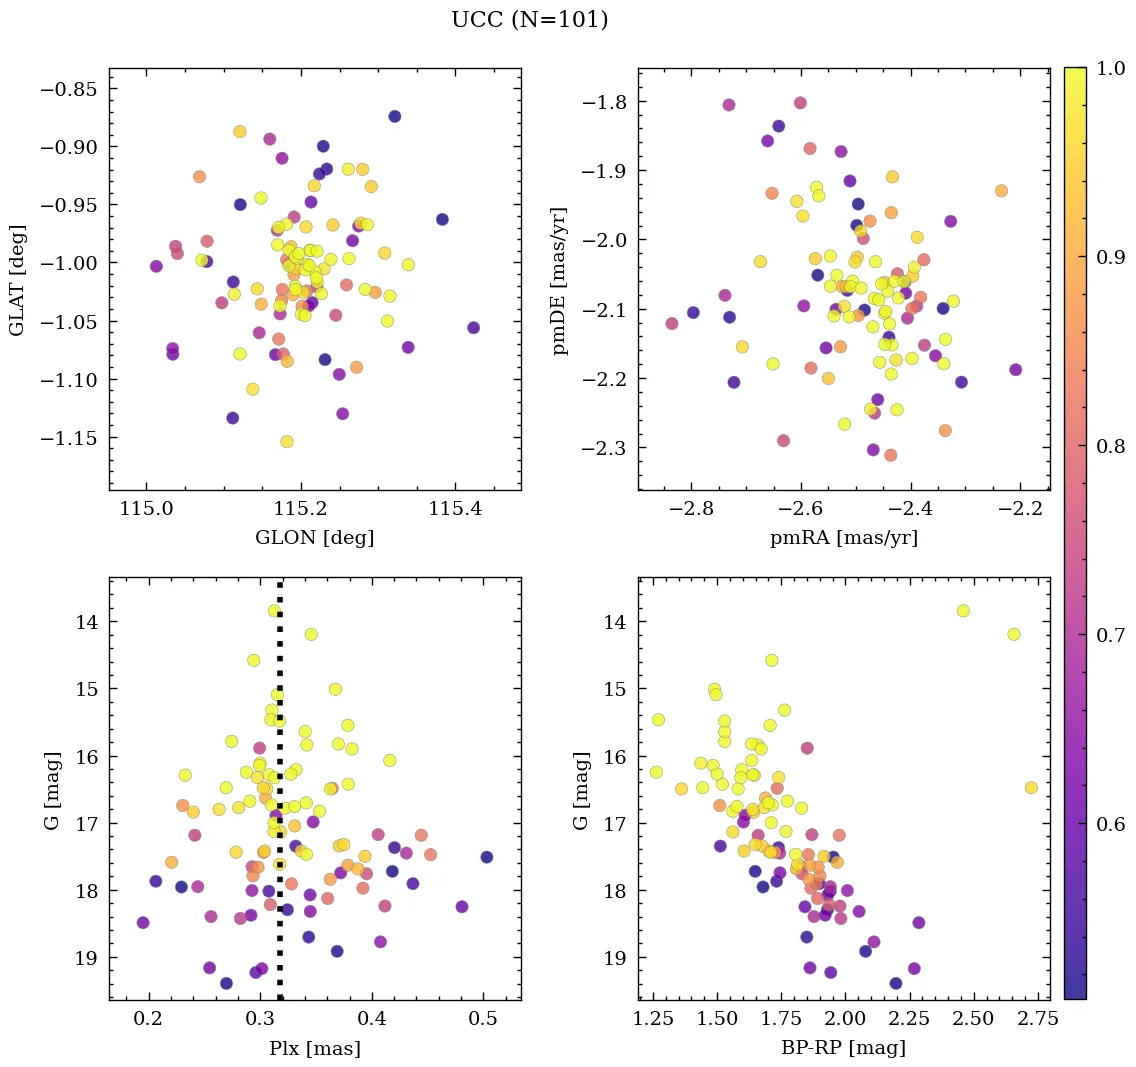 UCC (N=101)
−0.85
−0.90
−0.95
−1.00
−1.05
−1.10
−1.15
GLAT [deg]
115.0 115.2 115.4
GLON [deg]
−1.8
−1.9
−2.0
−2.1
−2.2
−2.3
pmDE [mas/yr]
−2.8 −2.6 −2.4 −2.2
pmRA [mas/yr]
1.0
0.9
0.8
0.7
0.6
14
15
16
17
18
19
G [mag]
0.2 0.3 0.4 0.5
Plx [mas]
14
15
16
17
18
19
G [mag]
1.25 1.50 1.75 2.00 2.25 2.50 2.75
BP-RP [mag]